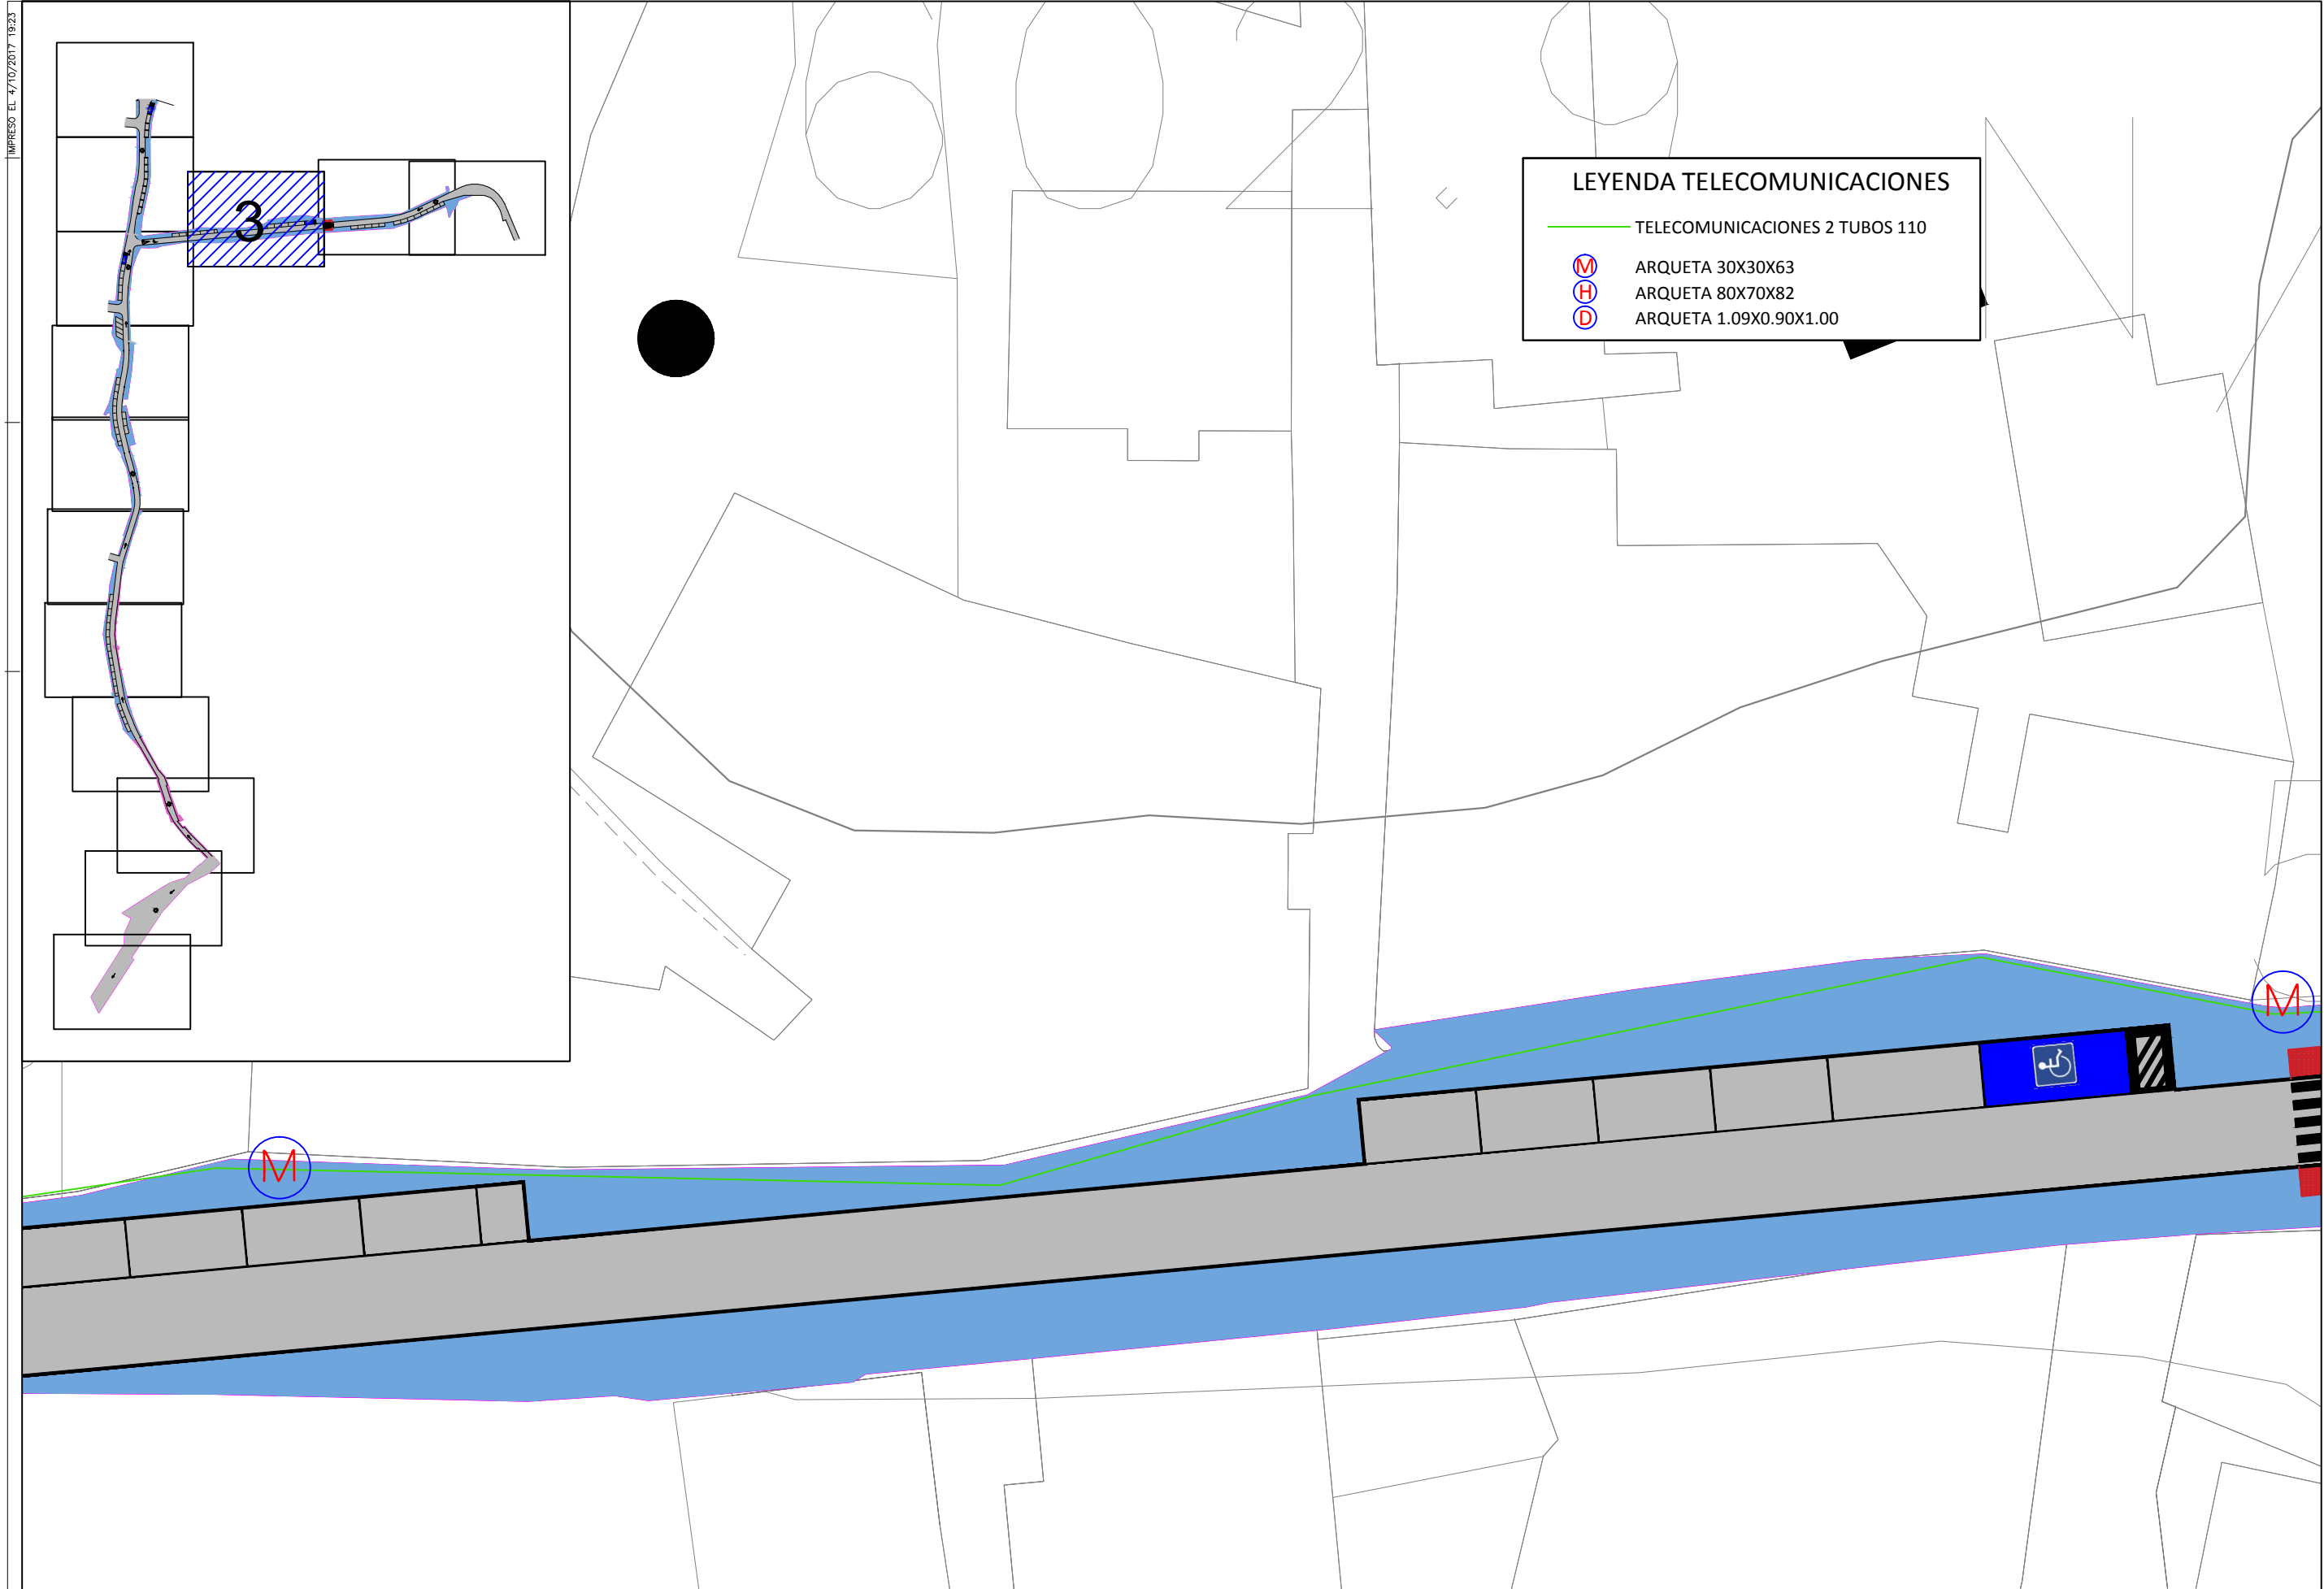 IMPRESO EL 4/10/2017 19:23
3
LEYENDA TELECOMUNICACIONES
TELECOMUNICACIONES 2 TUBOS 110
M ARQUETA 30X30X63
H ARQUETA 80X70X82
D ARQUETA 1.09X0.90X1.00
M
M